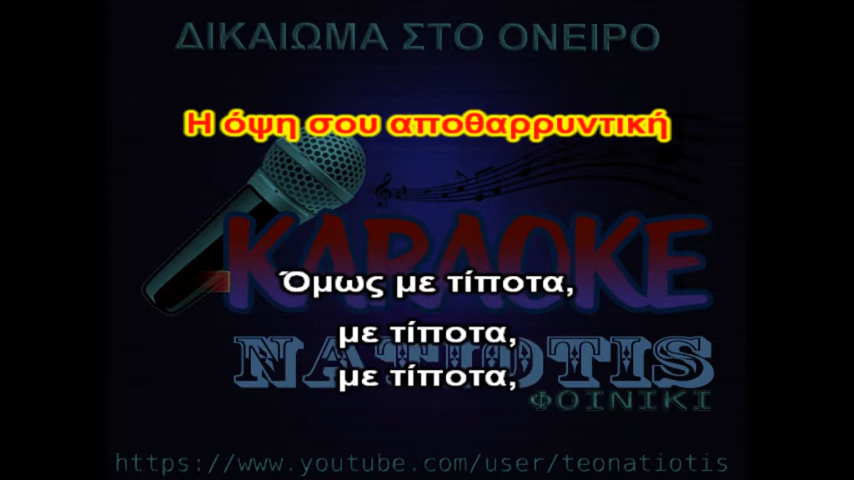 ΔΙΚΑΙΩΜΑ ΣΤΟ ΟΝΕΙΡΟ
Η όψη σου αποθαρρυντική
KARAOKE
Όμως με τίποτα,
με τίποτα,
NATIOTIS
με τίποτα,
ΦΟΙΝΙΚΙ
https://www.youtube.com/user/teonatiotis